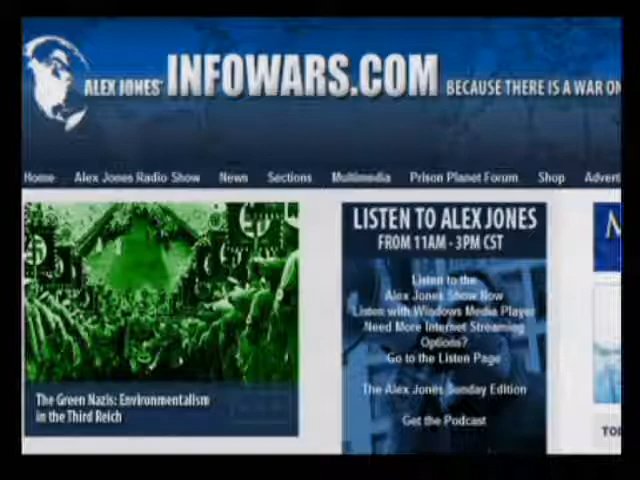 ALEX JONES' INFOWARS.COM BECAUSE THERE IS A WAR ON
Home Alex Jones Radio Show News Sections Multimedia Prison Planet Forum Shop Advert
LISTEN TO ALEX JONES
FROM 11AM - 3PM CST
Listen to the
Alex Jones Show Now
Listen with Windows Media Player
Need More Internet Streaming
Options?
Go to the Listen Page
The Alex Jones Sunday Edition
Get the Podcast
The Green Nazis: Environmentalism
in the Third Reich